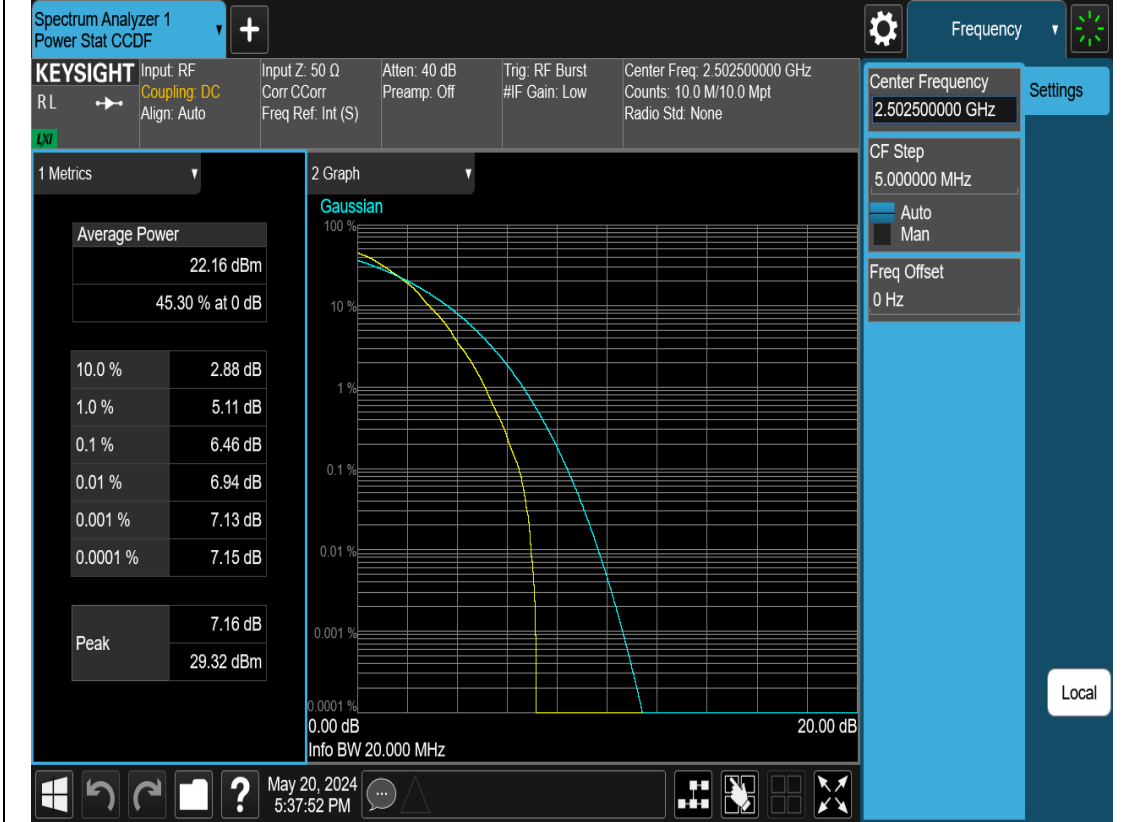 Spectrum Analyzer 1
Power Stat CCDF
Frequency
KEYSIGHT
RL
LXI
Input: RF
Coupling: DC
Align: Auto
Input Z: 50 Ω
Corr CCorr
Freq Ref: Int (S)
Atten: 40 dB
Preamp: Off
Trig: RF Burst
#IF Gain: Low
Center Freq: 2.502500000 GHz
Counts: 10.0 M/10.0 Mpt
Radio Std: None
Center Frequency
2.502500000 GHz
Settings
CF Step
5.000000 MHz
Auto
Man
Freq Offset
0 Hz
Local
1 Metrics
Average Power
22.16 dBm
45.30 % at 0 dB
10.0 % 2.88 dB
1.0 % 5.11 dB
0.1 % 6.46 dB
0.01 % 6.94 dB
0.001 % 7.13 dB
0.0001 % 7.15 dB
Peak
7.16 dB
29.32 dBm
2 Graph
Gaussian
100 %
10 %
1 %
0.1 %
0.01 %
0.001 %
0.0001 %
0.00 dB 20.00 dB
Info BW 20.000 MHz
?
May 20, 2024
5:37:52 PM